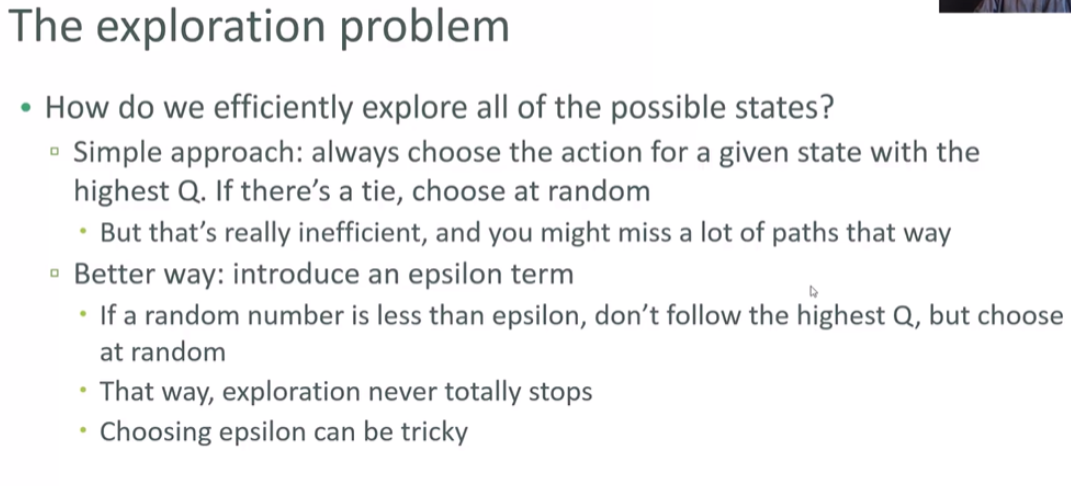 The exploration problem
• How do we efficiently explore all of the possible states?
▫ Simple approach: always choose the action for a given state with the
highest Q. If there’s a tie, choose at random
• But that’s really inefficient, and you might miss a lot of paths that way
▫ Better way: introduce an epsilon term
• If a random number is less than epsilon, don’t follow the highest Q, but choose
at random
• That way, exploration never totally stops
• Choosing epsilon can be tricky